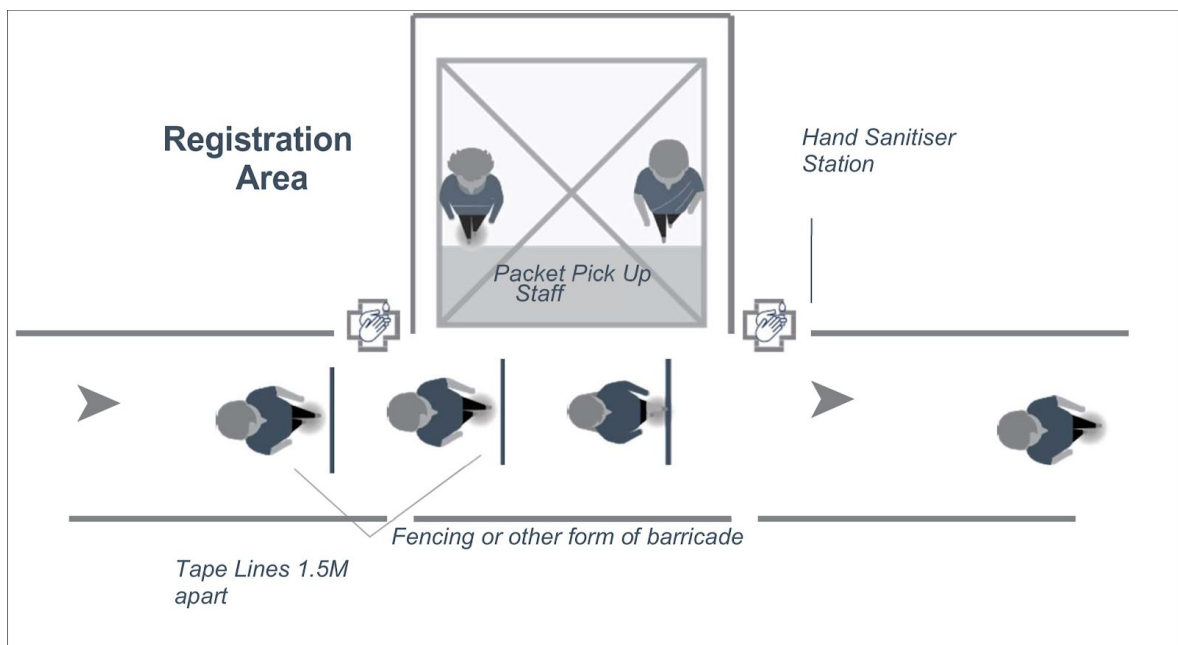 Registration
Area
Hand Sanitiser
Station
Packet Pick Up
Staff
Fencing or other form of barricade
Tape Lines 1.5M
apart